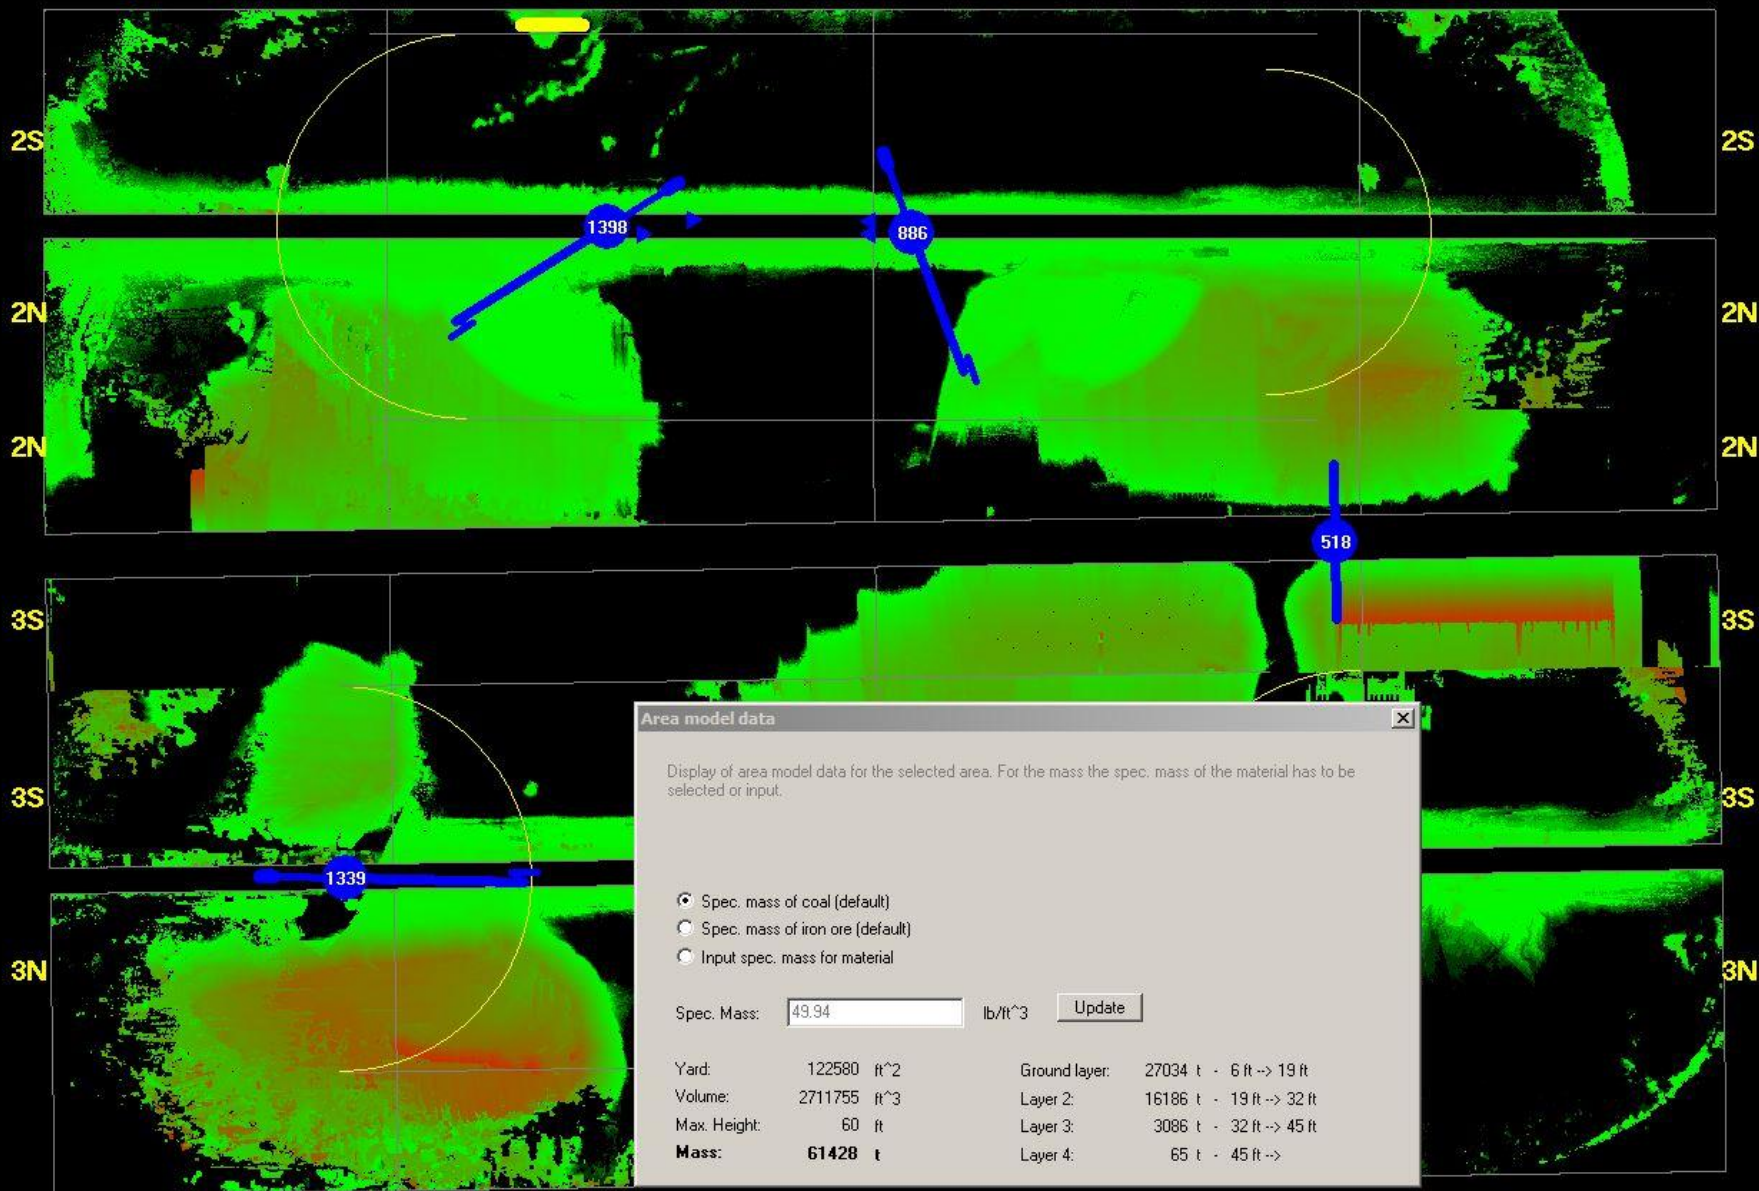 2S 2S
1398 886
2N 2N
2N 2N
518
3S 3S
Area model data
Display of area model data for the selected area. For the mass the spec. mass of the material has to be
selected or input.
3S 3S
1339
Spec. mass of coal (default)
Spec. mass of iron ore (default)
Input spec. mass for material
3N 3N
Spec. Mass: 49.94 lb/ft^3 Update
Yard: 122580 ft^2 Ground layer: 27034 t - 6 ft --> 19 ft
Volume: 2711755 ft^3 Layer 2: 16186 t - 19 ft --> 32 ft
Max. Height: 60 ft Layer 3: 3086 t - 32 ft --> 45 ft
Mass: 61428 t Layer 4: 65 t - 45 ft -->